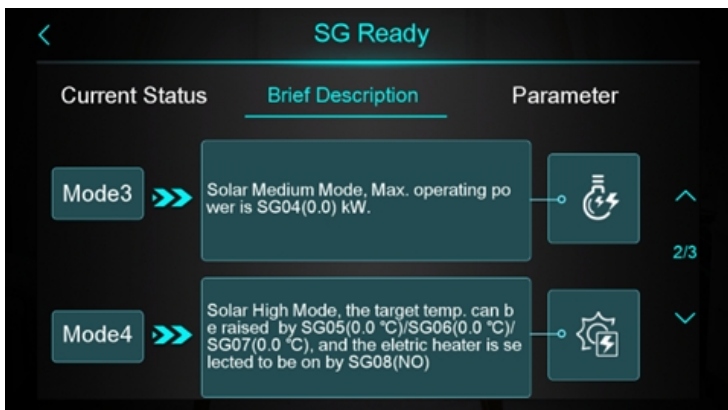 SG Ready
Current Status
Brief Description
Parameter
Mode3
Solar Medium Mode, Max. operating po
wer is SG04(0.0) kW.
2/3
Mode4
Solar High Mode, the target temp. can b
e raised  by SG05(0.0 ℃)/SG06(0.0 ℃)/
SG07(0.0 ℃), and the eletric heater is se
lected to be on by SG08(NO)